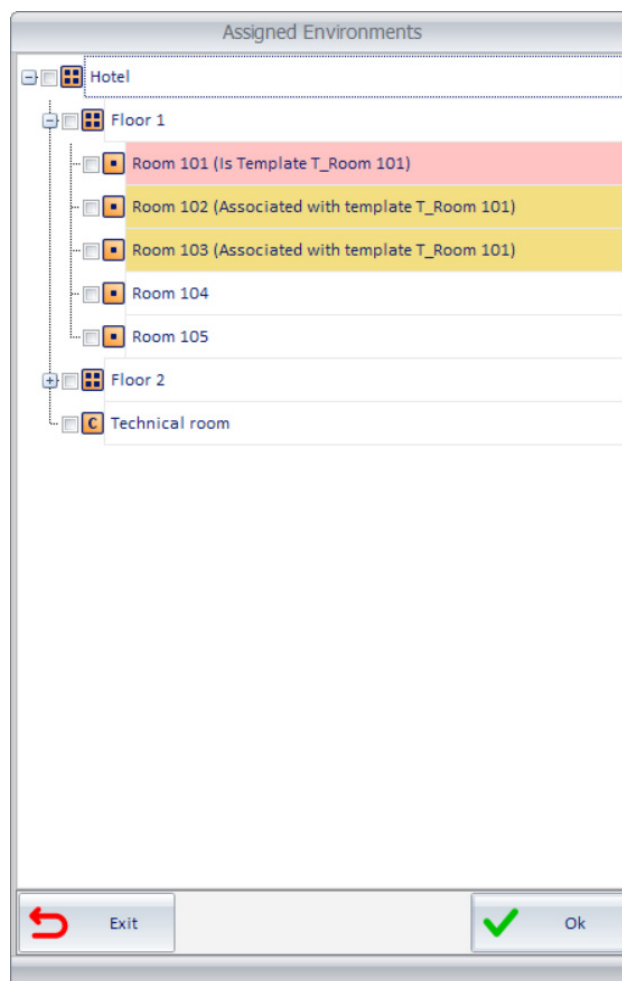 Assigned Environments
Hotel
Floor 1
Room 101 (Is Template T_Room 101)
Room 102 (Associated with template T_Room 101)
Room 103 (Associated with template T_Room 101)
Room 104
Room 105
Floor 2
C Technical room
Exit
Ok